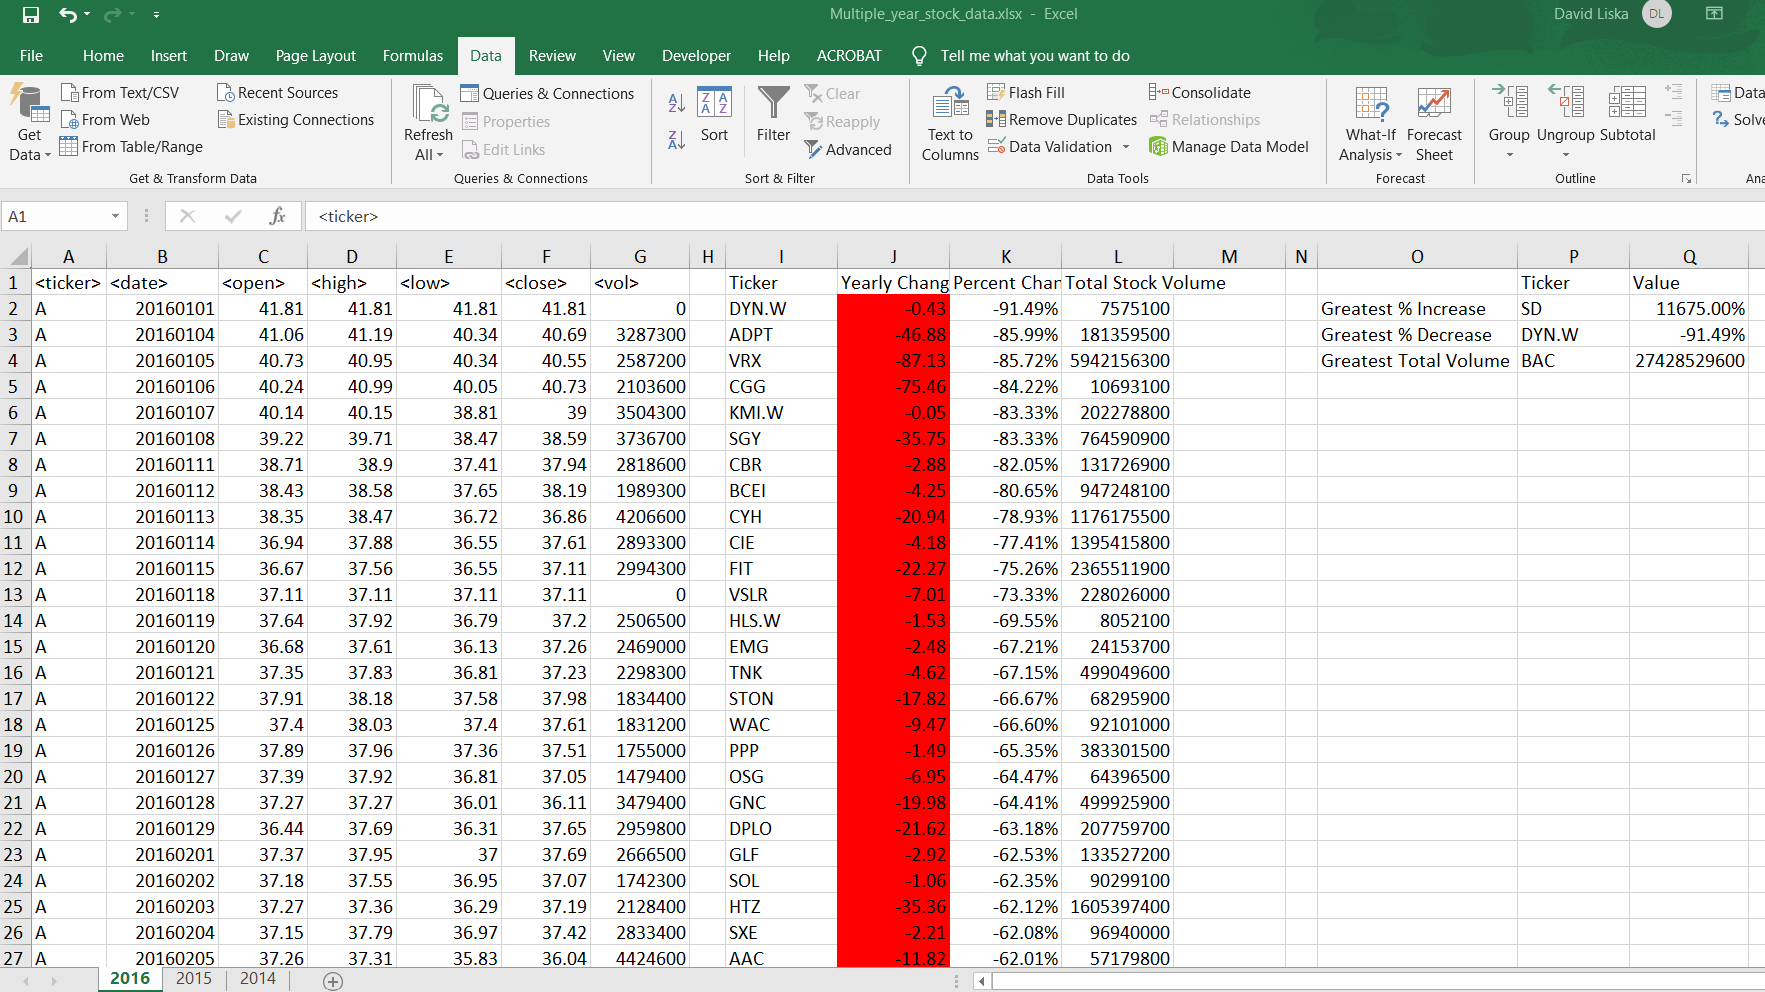 Multiple_year_stock_data.xlsx - Excel David Liska DL
File Home Insert Draw Page Layout Formulas Data Review View Developer Help ACROBAT Tell me what you want to do
From Text/CSV Recent Sources Queries & Connections Clear Flash Fill Consolidate Data
From Web Existing Connections Properties Reapply Remove Duplicates Relationships Solve
Get Data From Table/Range Refresh All Edit Links Sort Filter Advanced Text to Columns Data Validation Manage Data Model What-If Analysis Forecast Sheet Group Ungroup Subtotal
Get & Transform Data Queries & Connections Sort & Filter Data Tools Forecast Outline Ana
A1 fx <ticker>
A B C D E F G H I J K L M N O P Q
1 <ticker> <date> <open> <high> <low> <close> <vol> Ticker Yearly Chang Percent Chan Total Stock Volume Ticker Value
2 A 20160101 41.81 41.81 41.81 41.81 0 DYN.W -0.43 -91.49% 7575100 Greatest % Increase SD 11675.00%
3 A 20160104 41.06 41.19 40.34 40.69 3287300 ADPT -46.88 -85.99% 181359500 Greatest % Decrease DYN.W -91.49%
4 A 20160105 40.73 40.95 40.34 40.55 2587200 VRX -87.13 -85.72% 5942156300 Greatest Total Volume BAC 27428529600
5 A 20160106 40.24 40.99 40.05 40.73 2103600 CGG -75.46 -84.22% 10693100
6 A 20160107 40.14 40.15 38.81 39 3504300 KMI.W -0.05 -83.33% 202278800
7 A 20160108 39.22 39.71 38.47 38.59 3736700 SGY -35.75 -83.33% 764590900
8 A 20160111 38.71 38.9 37.41 37.94 2818600 CBR -2.88 -82.05% 131726900
9 A 20160112 38.43 38.58 37.65 38.19 1989300 BCEI -4.25 -80.65% 947248100
10 A 20160113 38.35 38.47 36.72 36.86 4206600 CYH -20.94 -78.93% 1176175500
11 A 20160114 36.94 37.88 36.55 37.61 2893300 CIE -4.18 -77.41% 1395415800
12 A 20160115 36.67 37.56 36.55 37.11 2994300 FIT -22.27 -75.26% 2365511900
13 A 20160118 37.11 37.11 37.11 37.11 0 VSLR -7.01 -73.33% 228026000
14 A 20160119 37.64 37.92 36.79 37.2 2506500 HLS.W -1.53 -69.55% 8052100
15 A 20160120 36.68 37.61 36.13 37.26 2469000 EMG -2.48 -67.21% 24153700
16 A 20160121 37.35 37.83 36.81 37.23 2298300 TNK -4.62 -67.15% 499049600
17 A 20160122 37.91 38.18 37.58 37.98 1834400 STON -17.82 -66.67% 68295900
18 A 20160125 37.4 38.03 37.4 37.61 1831200 WAC -9.47 -66.60% 92101000
19 A 20160126 37.89 37.96 37.36 37.51 1755000 PPP -1.49 -65.35% 383301500
20 A 20160127 37.39 37.92 36.81 37.05 1479400 OSG -6.95 -64.47% 64396500
21 A 20160128 37.27 37.27 36.01 36.11 3479400 GNC -19.98 -64.41% 499925900
22 A 20160129 36.44 37.69 36.31 37.65 2959800 DPLO -21.62 -63.18% 207759700
23 A 20160201 37.37 37.95 37 37.69 2666500 GLF -2.92 -62.53% 133527200
24 A 20160202 37.18 37.55 36.95 37.07 1742300 SOL -1.06 -62.35% 90299100
25 A 20160203 37.27 37.36 36.29 37.19 2128400 HTZ -35.36 -62.12% 1605397400
26 A 20160204 37.15 37.79 36.97 37.42 2833400 SXE -2.21 -62.08% 96940000
27 A 20160205 37.26 37.31 35.83 36.04 4424600 AAC -11.82 -62.01% 57179800
2016 2015 2014